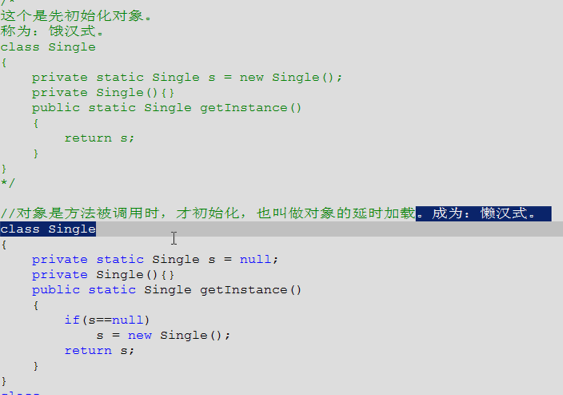 /*
这个是先初始化对象。
称为：饿汉式。
class Single
{
    private static Single s = new Single();
    private Single(){}
    public static Single getInstance()
    {
        return s;
    }
}
*/
//对象是方法被调用时，才初始化，也叫做对象的延时加载。成为：懒汉式。
class Single
{
    private static Single s = null;
    private Single(){}
    public static Single getInstance()
    {
        if(s==null)
            s = new Single();
        return s;
    }
}
class